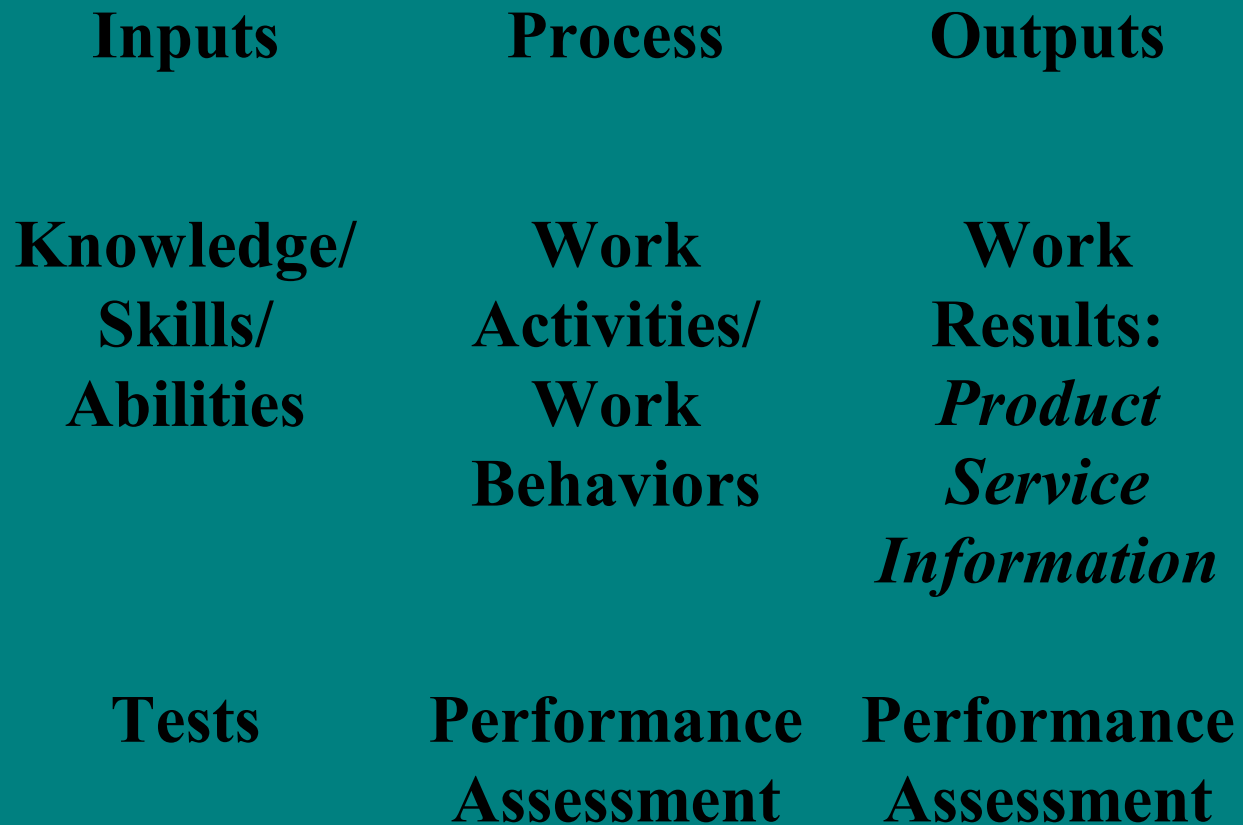 Inputs Process Outputs
Knowledge/ Work Work
Skills/ Activities/ Results:
Abilities Work Product
Behaviors Service
Information
Tests Performance Performance
Assessment Assessment